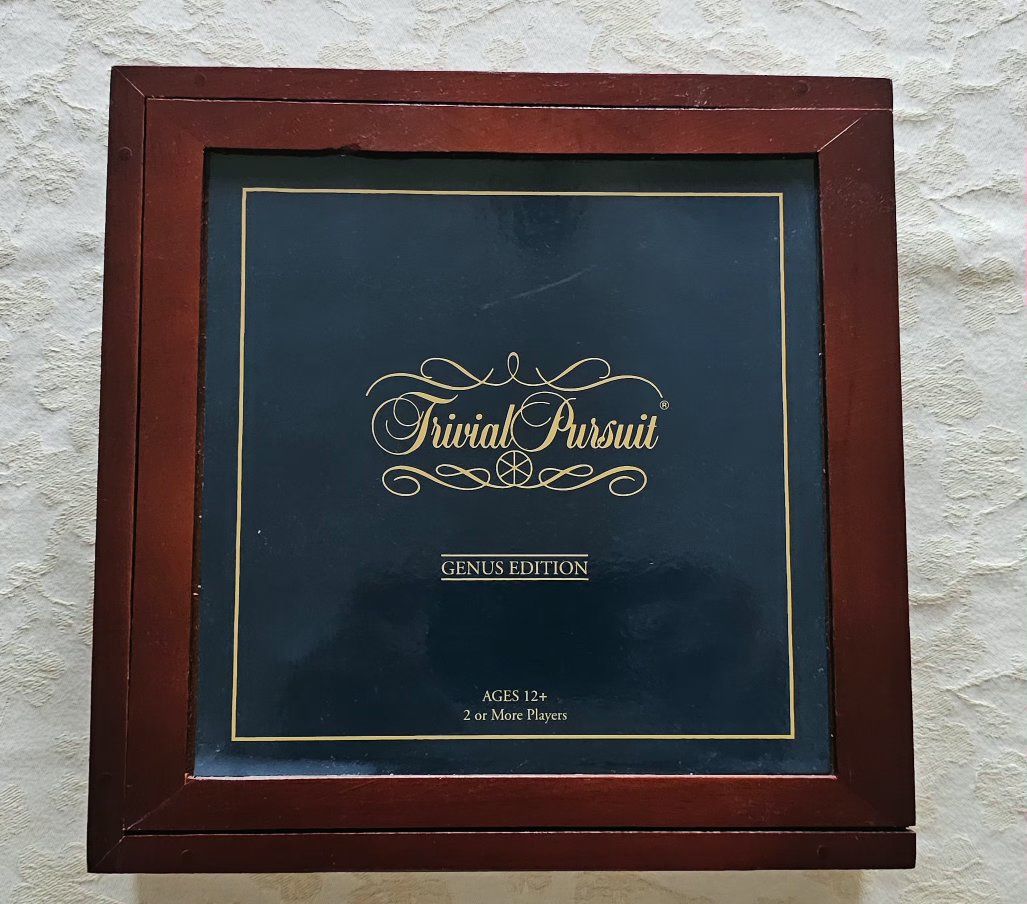 Trivial Pursuit®
GENUS EDITION
AGES 12+
2 or More Players